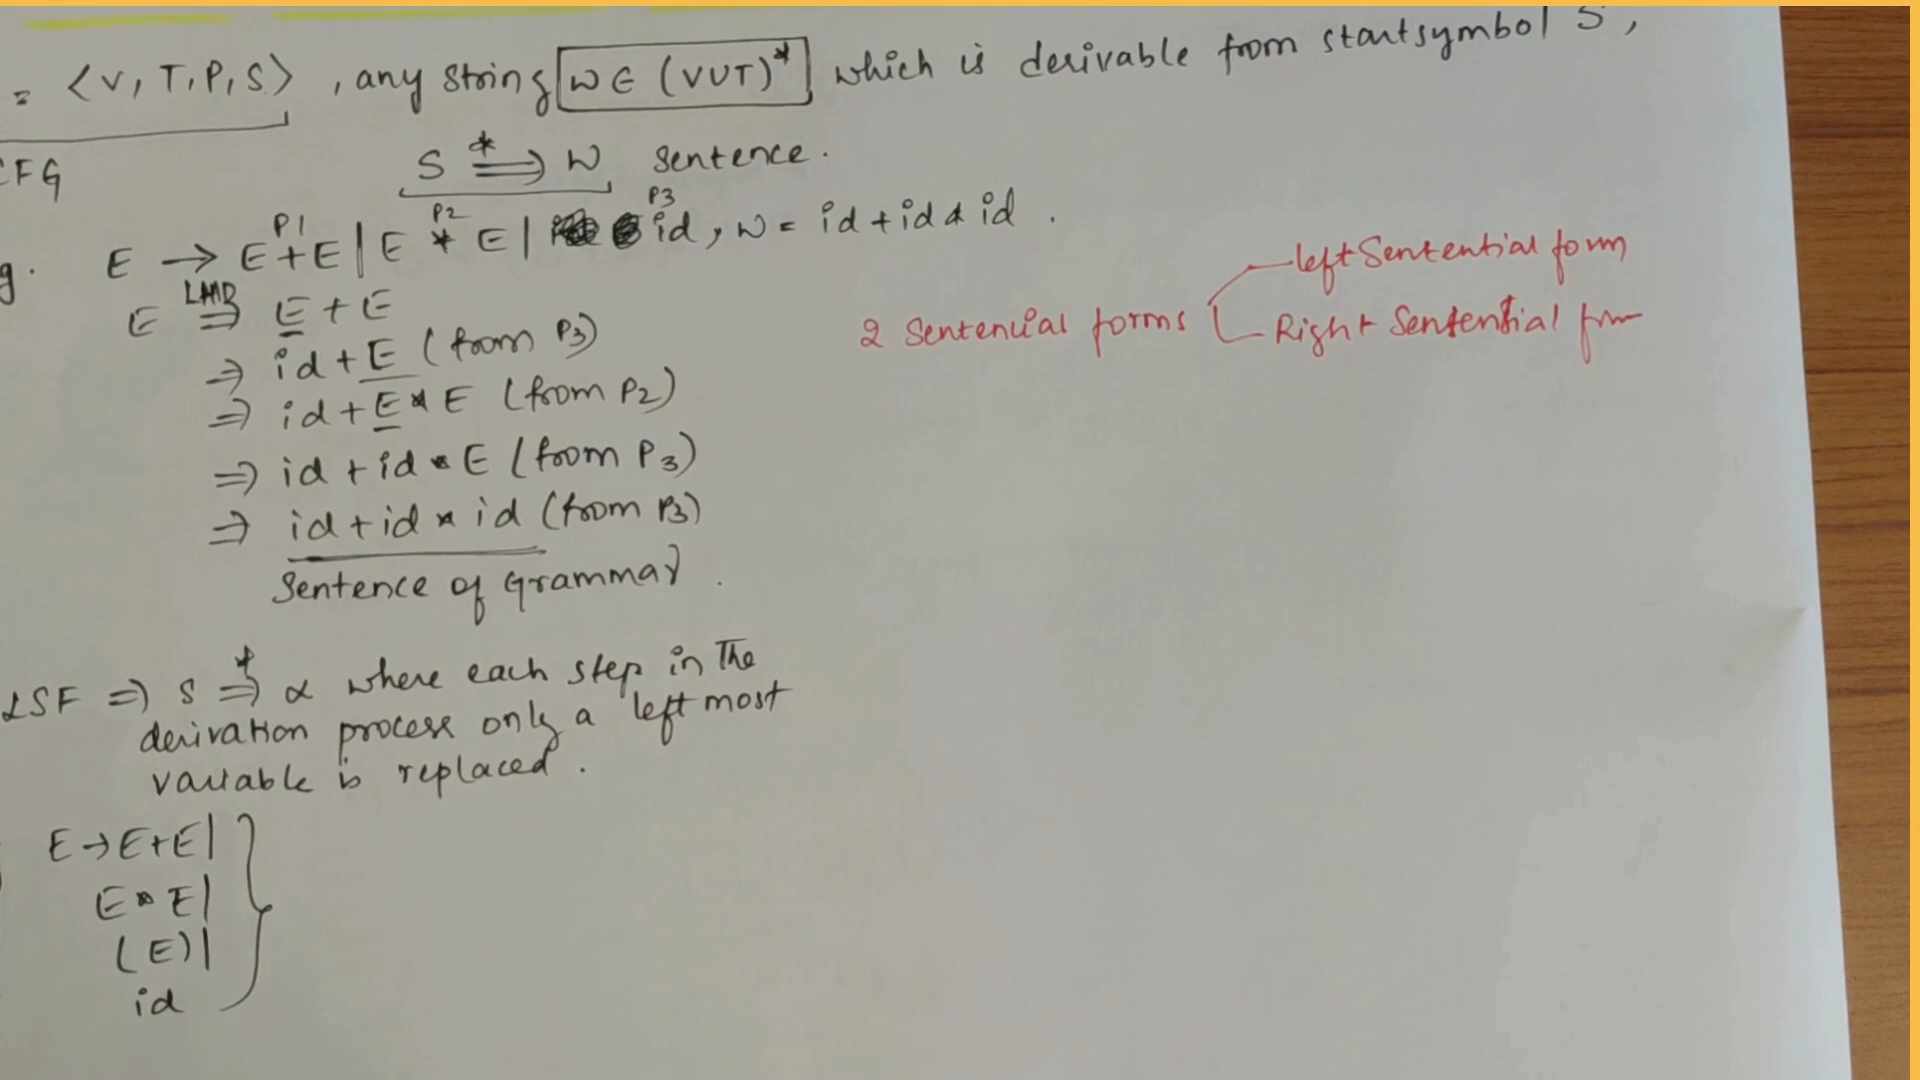 = <V, T, P, S> , any string w ∈ (V∪T)* which is derivable from startsymbol S,
CFG
S *⇒ W sentence.
P1 P2 P3
g. E → E+E | E * E | id, w = id + id * id .
LMD
E ⇒ E + E
⇒ id + E (from P3)
⇒ id + E * E (from P2)
⇒ id + id * E (from P3)
⇒ id + id * id (from P3)
Sentence of Grammar .
2 Sentential forms
left Sentential form
Right Sentential form
LSF ⇒ S *⇒ α where each step in The
derivation process only a left most
variable is replaced .
E → E+E |
E * E |
(E) |
id